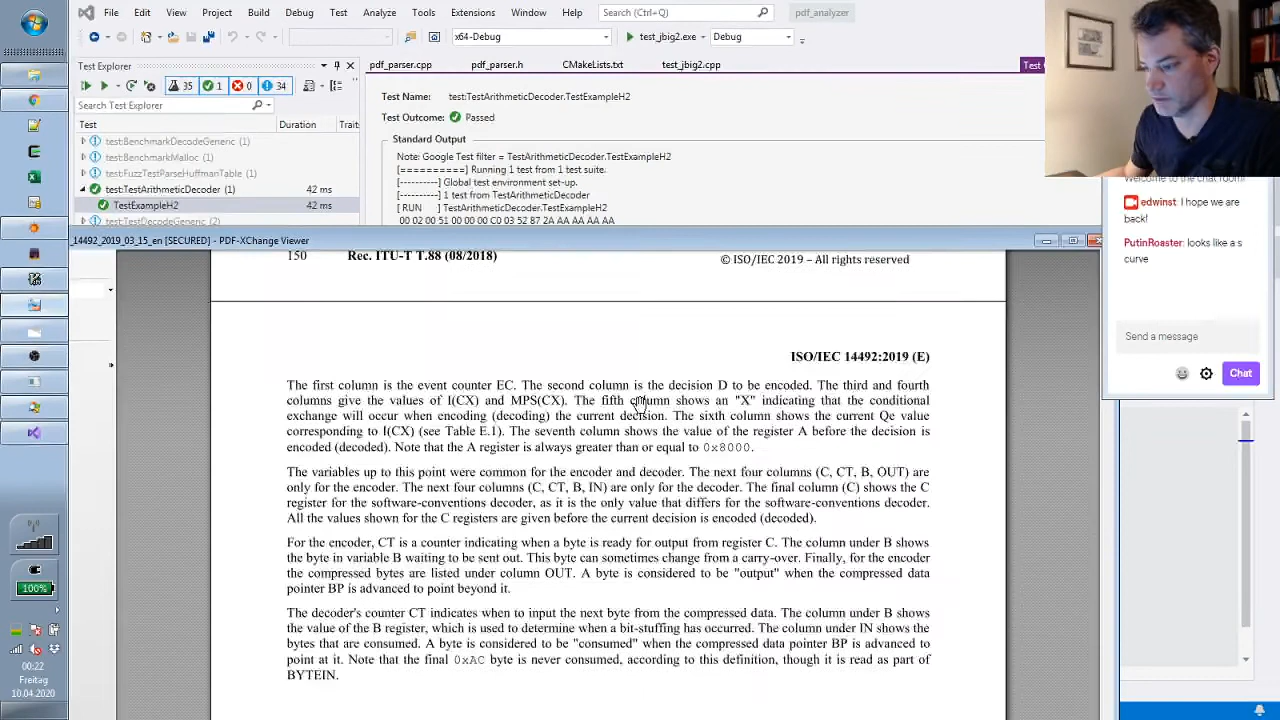 File Edit View Project Build Debug Test Analyze Tools Extensions Window Help Search (Ctrl+Q) pdf_analyzer
x64-Debug test_jbig2.exe Debug
Test Explorer
pdf_parser.cpp pdf_parser.h CMakeLists.txt test_jbig2.cpp Test
35 1 0 34
Search Test Explorer
Test Duration Traits
test:BenchmarkDecodeGeneric (1)
test:BenchmarkMalloc (1)
test:FuzzTestParseHuffmanTable (1)
test:TestArithmeticDecoder (1) 42 ms
TestExampleH2 42 ms
test:TestDecodeGeneric (2)
Test Name: test:TestArithmeticDecoder.TestExampleH2
Test Outcome: Passed
Standard Output
Note: Google Test filter = TestArithmeticDecoder.TestExampleH2
[==========] Running 1 test from 1 test suite.
[----------] Global test environment set-up.
[----------] 1 test from TestArithmeticDecoder
[ RUN ] TestArithmeticDecoder.TestExampleH2
00 02 00 51 00 00 00 C0 03 52 87 2A AA AA AA AA
Welcome to the chat room!
edwinst I hope we are
back!
PutinRoaster: looks like a s
curve
Send a message
Chat
_14492_2019_03_15_en [SECURED] - PDF-XChange Viewer
150 Rec. ITU-T T.88 (08/2018) © ISO/IEC 2019 – All rights reserved
ISO/IEC 14492:2019 (E)
The first column is the event counter EC. The second column is the decision D to be encoded. The third and fourth
columns give the values of I(CX) and MPS(CX). The fifth column shows an "X" indicating that the conditional
exchange will occur when encoding (decoding) the current decision. The sixth column shows the current Qe value
corresponding to I(CX) (see Table E.1). The seventh column shows the value of the register A before the decision is
encoded (decoded). Note that the A register is always greater than or equal to 0x8000.
The variables up to this point were common for the encoder and decoder. The next four columns (C, CT, B, OUT) are
only for the encoder. The next four columns (C, CT, B, IN) are only for the decoder. The final column (C) shows the C
register for the software-conventions decoder, as it is the only value that differs for the software-conventions decoder.
All the values shown for the C registers are given before the current decision is encoded (decoded).
For the encoder, CT is a counter indicating when a byte is ready for output from register C. The column under B shows
the byte in variable B waiting to be sent out. This byte can sometimes change from a carry-over. Finally, for the encoder
the compressed bytes are listed under column OUT. A byte is considered to be "output" when the compressed data
pointer BP is advanced to point beyond it.
The decoder's counter CT indicates when to input the next byte from the compressed data. The column under B shows
the value of the B register, which is used to determine when a bit-stuffing has occurred. The column under IN shows the
bytes that are consumed. A byte is considered to be "consumed" when the compressed data pointer BP is advanced to
point at it. Note that the final 0xAC byte is never consumed, according to this definition, though it is read as part of
BYTEIN.
100%
00:22
Freitag
10.04.2020